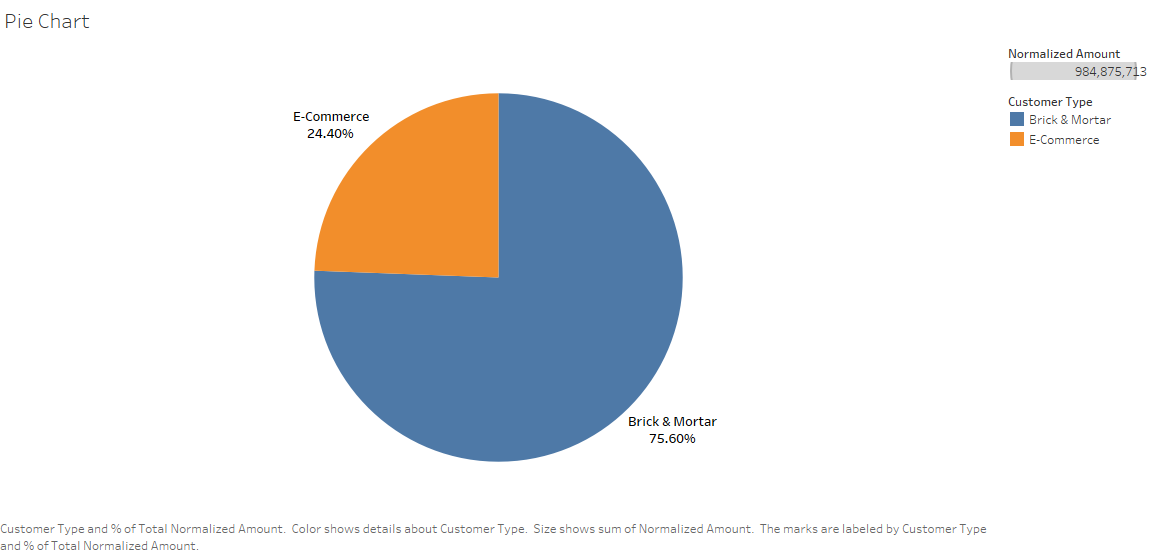 Pie Chart
Normalized Amount
984,875,713
Customer Type
Brick & Mortar
E-Commerce
E-Commerce
24.40%
Brick & Mortar
75.60%
Customer Type and % of Total Normalized Amount.  Color shows details about Customer Type.  Size shows sum of Normalized Amount.  The marks are labeled by Customer Type
and % of Total Normalized Amount.